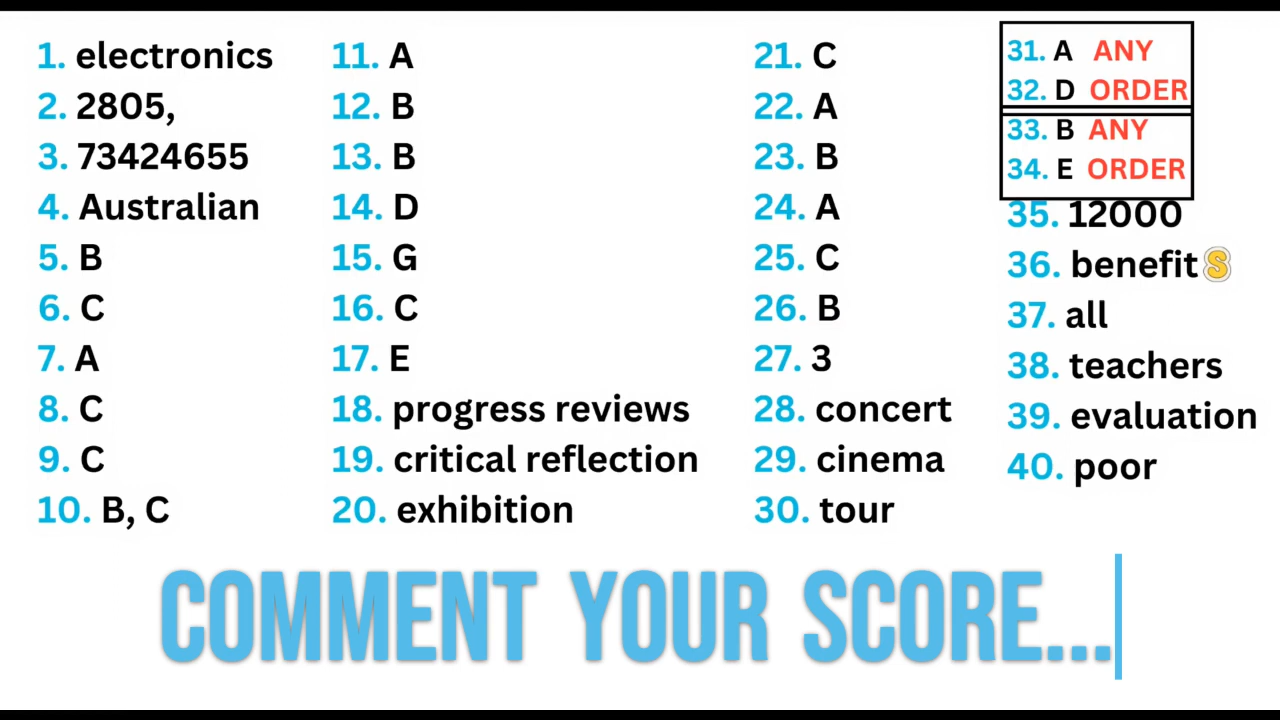 1. electronics
2. 2805,
3. 73424655
4. Australian
5. B
6. C
7. A
8. C
9. C
10. B, C
11. A
12. B
13. B
14. D
15. G
16. C
17. E
18. progress reviews
19. critical reflection
20. exhibition
21. C
22. A
23. B
24. A
25. C
26. B
27. 3
28. concert
29. cinema
30. tour
31. A ANY
32. D ORDER
33. B ANY
34. E ORDER
35. 12000
36. benefitS
37. all
38. teachers
39. evaluation
40. poor
COMMENT YOUR SCORE...